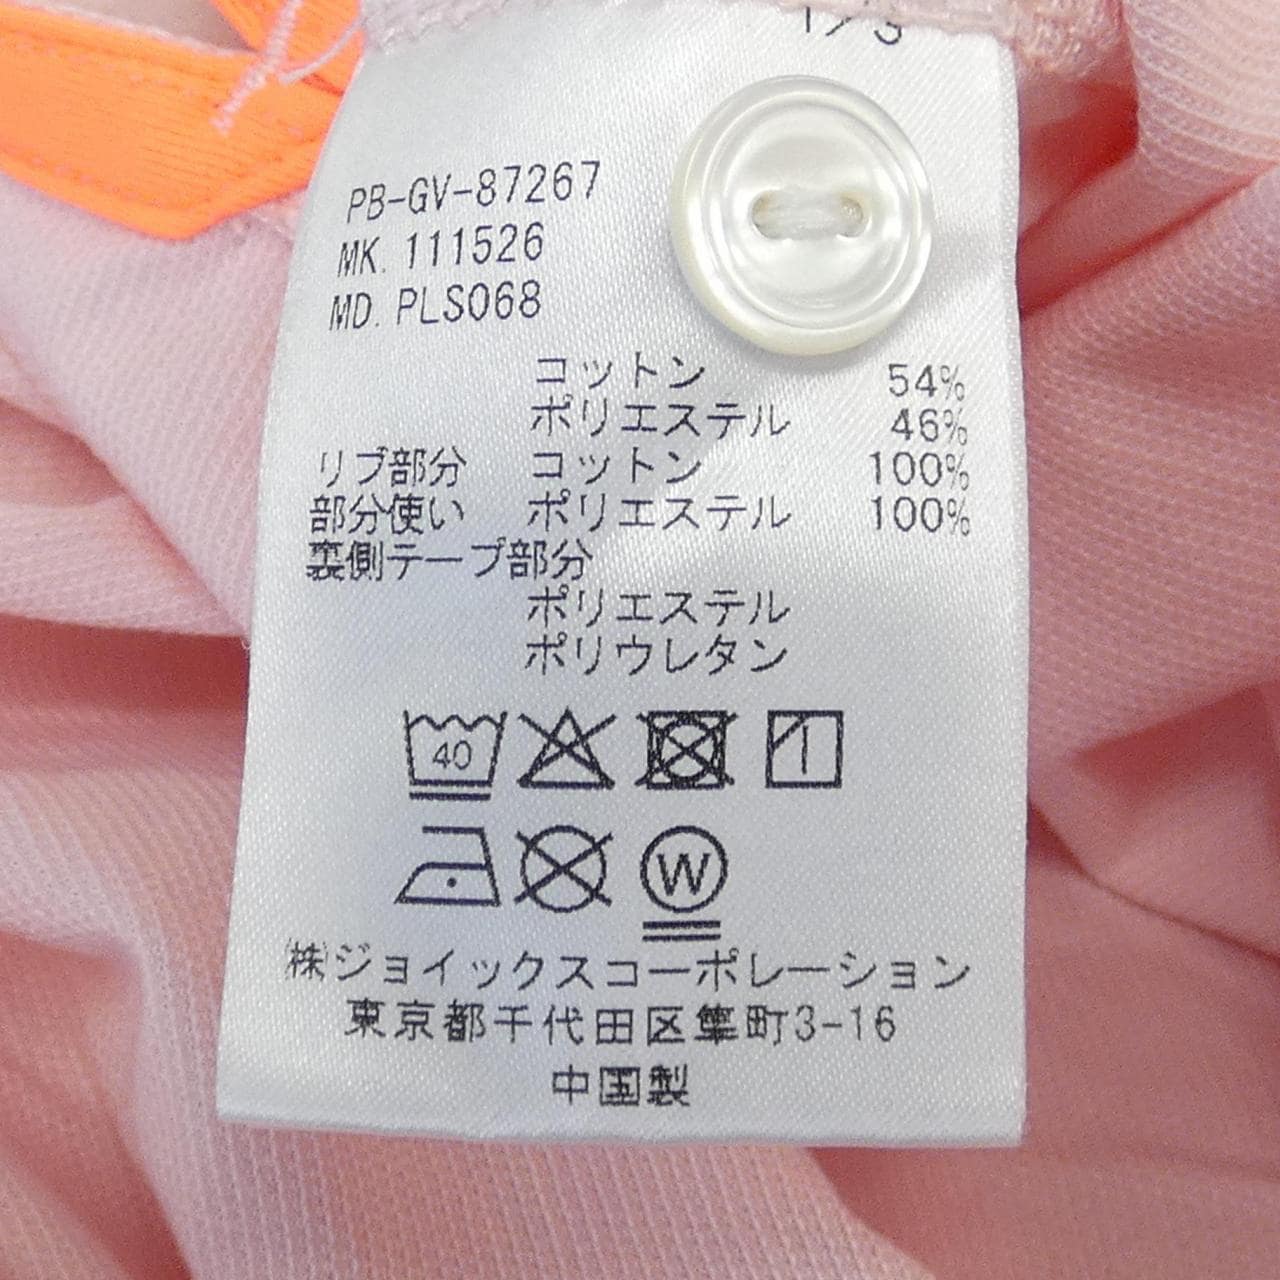 1/3
PB-GV-87267
MK. 111526
MD. PLS068
コットン 54%
ポリエステル 46%
リブ部分 コットン 100%
部分使い ポリエステル 100%
裏側テープ部分
ポリエステル
ポリウレタン
40
W
(株)ジョイックスコーポレーション
東京都千代田区隼町3-16
中国製